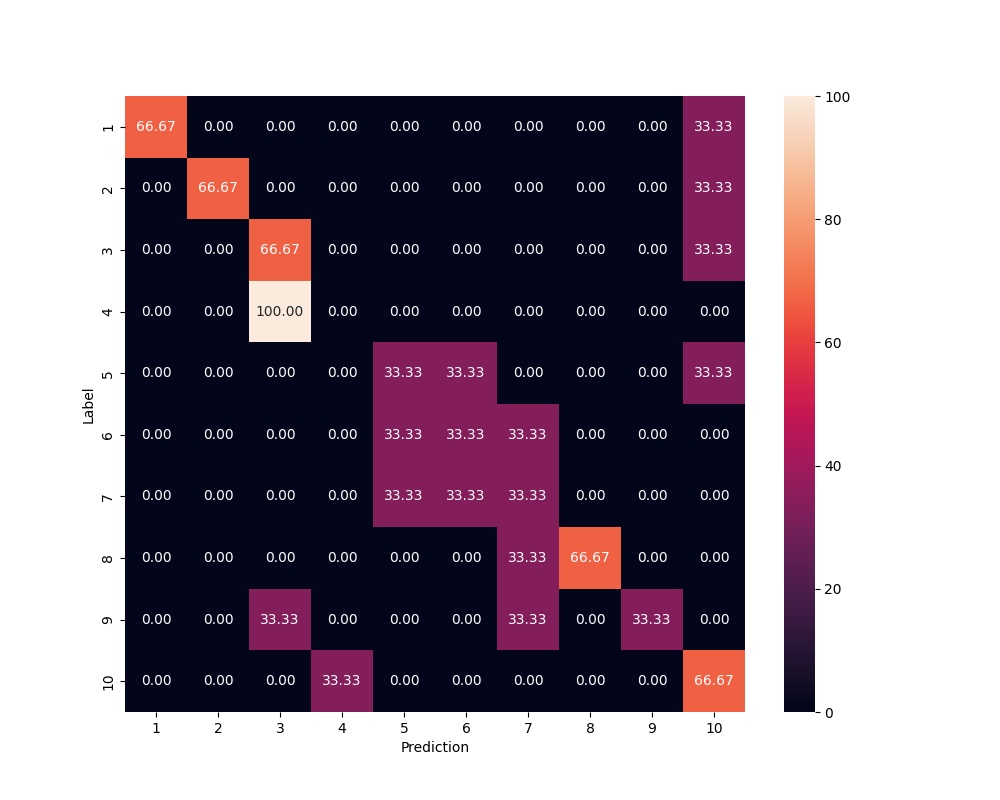 1 66.67 0.00 0.00 0.00 0.00 0.00 0.00 0.00 0.00 33.33
2 0.00 66.67 0.00 0.00 0.00 0.00 0.00 0.00 0.00 33.33
3 0.00 0.00 66.67 0.00 0.00 0.00 0.00 0.00 0.00 33.33
4 0.00 0.00 100.00 0.00 0.00 0.00 0.00 0.00 0.00 0.00
5 0.00 0.00 0.00 0.00 33.33 33.33 0.00 0.00 0.00 33.33
6 0.00 0.00 0.00 0.00 33.33 33.33 33.33 0.00 0.00 0.00
7 0.00 0.00 0.00 0.00 33.33 33.33 33.33 0.00 0.00 0.00
8 0.00 0.00 0.00 0.00 0.00 0.00 33.33 66.67 0.00 0.00
9 0.00 0.00 33.33 0.00 0.00 0.00 33.33 0.00 33.33 0.00
10 0.00 0.00 0.00 33.33 0.00 0.00 0.00 0.00 0.00 66.67
1 2 3 4 5 6 7 8 9 10
Prediction
Label
100
80
60
40
20
0